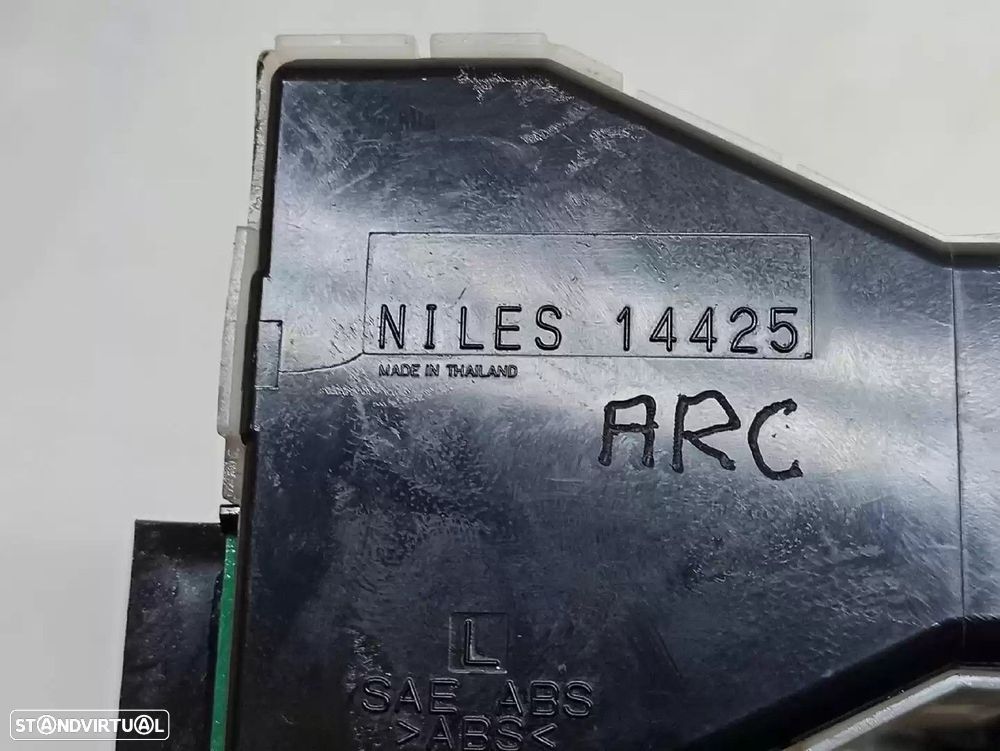 NILES 14425
MADE IN THAILAND
ARC
L
SAE ABS
>ABS<
STANDVIRTUAL